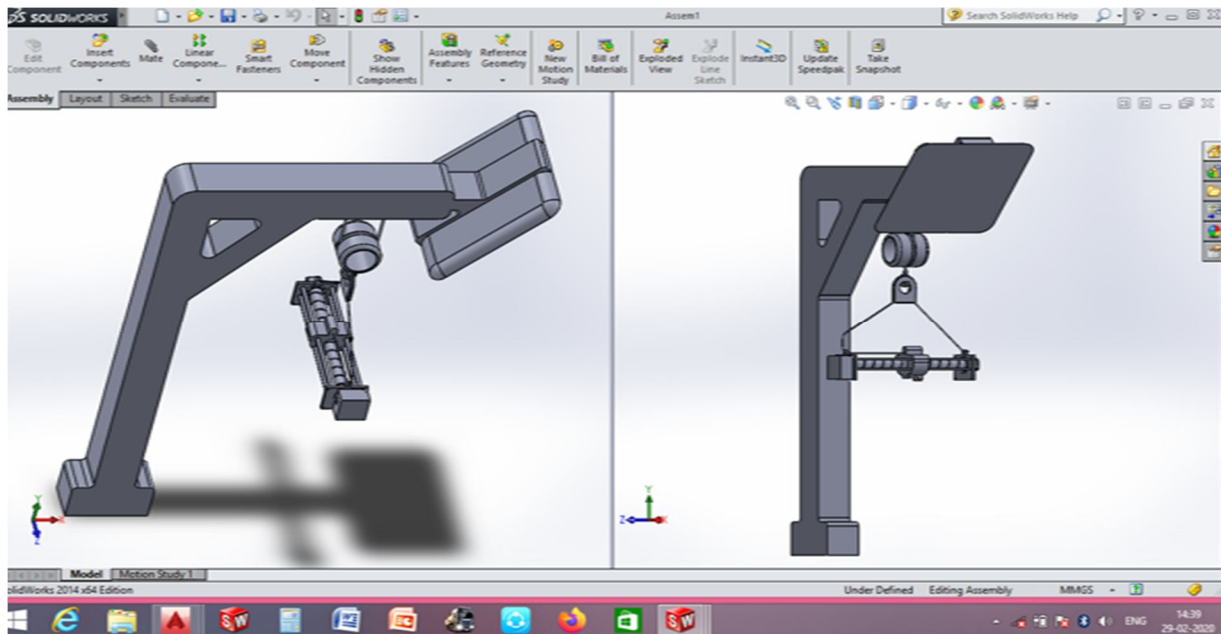 SOLIDWORKS
Assem1
Search SolidWorks Help
Edit Component
Insert Components
Mate
Linear Compone...
Smart Fasteners
Move Component
Show Hidden Components
Assembly Features
Reference Geometry
New Motion Study
Bill of Materials
Exploded View
Explode Line Sketch
Instant3D
Update Speedpak
Take Snapshot
Assembly Layout Sketch Evaluate
Y
X
Z
Y
Z
X
Model Motion Study 1
olidWorks 2014 x64 Edition
Under Defined Editing Assembly MMGS
SW
SW
ENG
14:39
29-02-2020